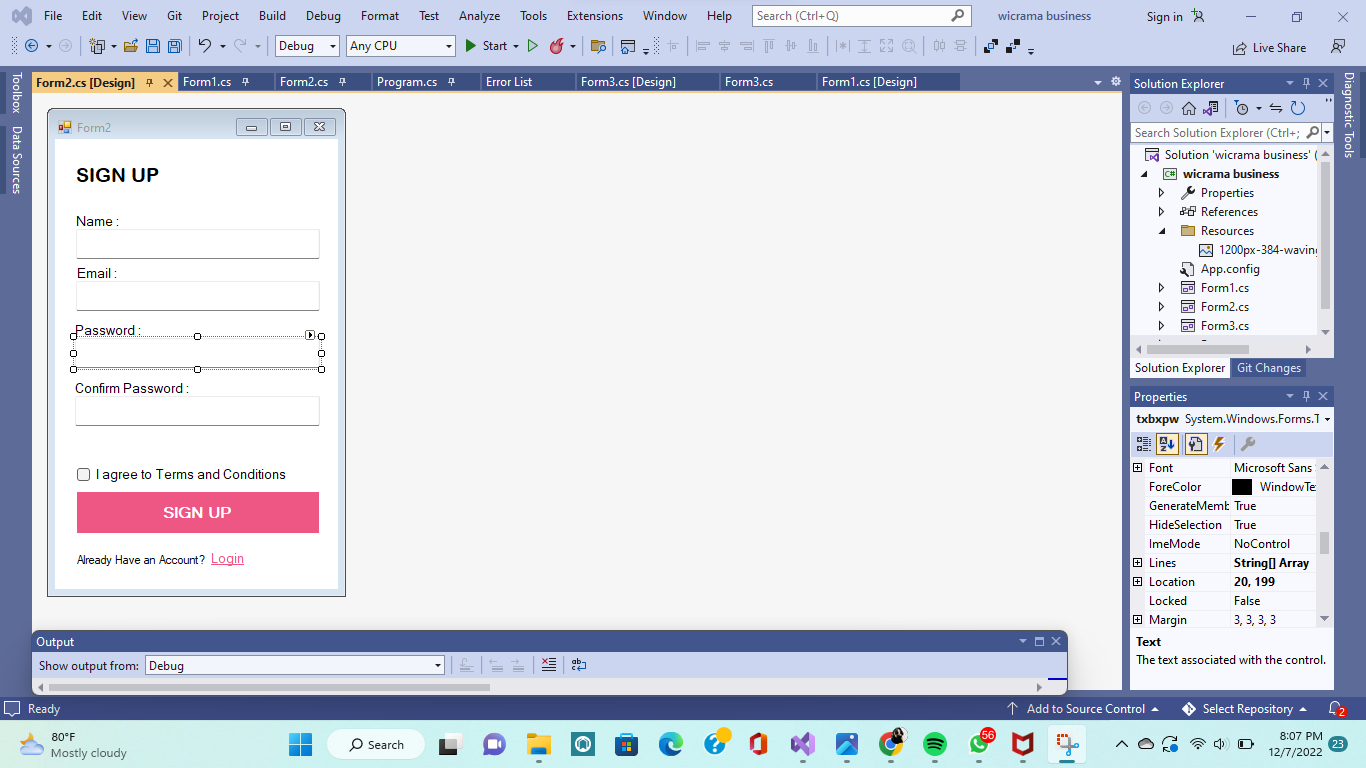 File Edit View Git Project Build Debug Format Test Analyze Tools Extensions Window Help Search (Ctrl+Q) wicrama business Sign in
Debug Any CPU Start Live Share
Form2.cs [Design] Form1.cs Form2.cs Program.cs Error List Form3.cs [Design] Form3.cs Form1.cs [Design]
Toolbox
Data Sources
Form2
SIGN UP
Name :
Email :
Password :
Confirm Password :
I agree to Terms and Conditions
SIGN UP
Already Have an Account? Login
Solution Explorer
Search Solution Explorer (Ctrl+;
Solution 'wicrama business' (
C# wicrama business
Properties
References
Resources
1200px-384-waving
App.config
Form1.cs
Form2.cs
Form3.cs
Solution Explorer Git Changes
Diagnostic Tools
Properties
txbxpw System.Windows.Forms.T
Font Microsoft Sans
ForeColor WindowTe
GenerateMemb True
HideSelection True
ImeMode NoControl
Lines String[] Array
Location 20, 199
Locked False
Margin 3, 3, 3, 3
Text
The text associated with the control.
Output
Show output from: Debug
Ready Add to Source Control Select Repository 2
80°F
Mostly cloudy
Search
56
8:07 PM
12/7/2022
23